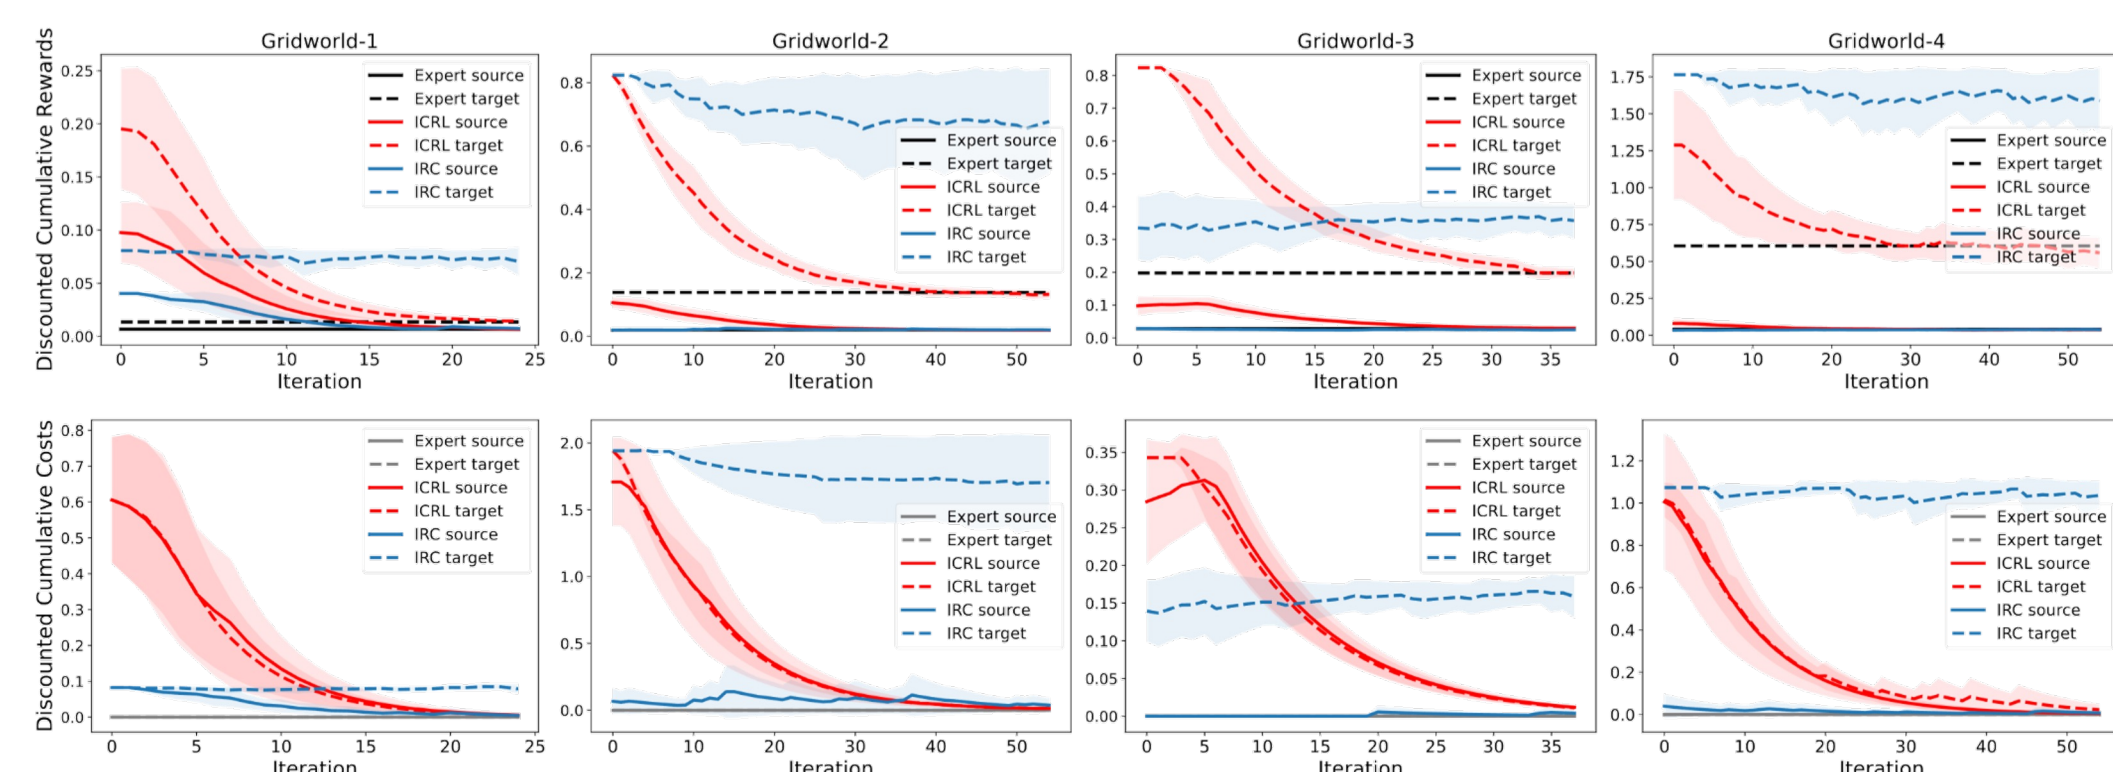 Gridworld-1
Discounted Cumulative Rewards
0.25
0.20
0.15
0.10
0.05
0.00
Expert source
Expert target
ICRL source
ICRL target
IRC source
IRC target
0 5 10 15 20 25
Iteration
Gridworld-2
0.8
0.6
0.4
0.2
0.0
Expert source
Expert target
ICRL source
ICRL target
IRC source
IRC target
0 10 20 30 40 50
Iteration
Gridworld-3
0.8
0.7
0.6
0.5
0.4
0.3
0.2
0.1
0.0
Expert source
Expert target
ICRL source
ICRL target
IRC source
IRC target
0 5 10 15 20 25 30 35
Iteration
Gridworld-4
1.75
1.50
1.25
1.00
0.75
0.50
0.25
0.00
Expert source
Expert target
ICRL source
ICRL target
IRC source
IRC target
0 10 20 30 40 50
Iteration
Discounted Cumulative Costs
0.8
0.7
0.6
0.5
0.4
0.3
0.2
0.1
0.0
Expert source
Expert target
ICRL source
ICRL target
IRC source
IRC target
0 5 10 15 20 25
Iteration
2.0
1.5
1.0
0.5
0.0
Expert source
Expert target
ICRL source
ICRL target
IRC source
IRC target
0 10 20 30 40 50
Iteration
0.35
0.30
0.25
0.20
0.15
0.10
0.05
0.00
Expert source
Expert target
ICRL source
ICRL target
IRC source
IRC target
0 5 10 15 20 25 30 35
Iteration
1.2
1.0
0.8
0.6
0.4
0.2
0.0
Expert source
Expert target
ICRL source
ICRL target
IRC source
IRC target
0 10 20 30 40 50
Iteration